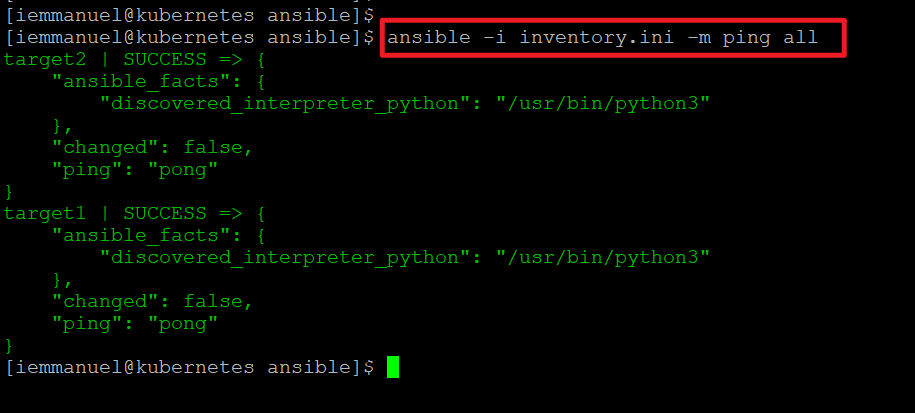 [iemmanuel@kubernetes ansible]$
[iemmanuel@kubernetes ansible]$ ansible -i inventory.ini -m ping all
target2 | SUCCESS => {
    "ansible_facts": {
        "discovered_interpreter_python": "/usr/bin/python3"
    },
    "changed": false,
    "ping": "pong"
}
target1 | SUCCESS => {
    "ansible_facts": {
        "discovered_interpreter_python": "/usr/bin/python3"
    },
    "changed": false,
    "ping": "pong"
}
[iemmanuel@kubernetes ansible]$